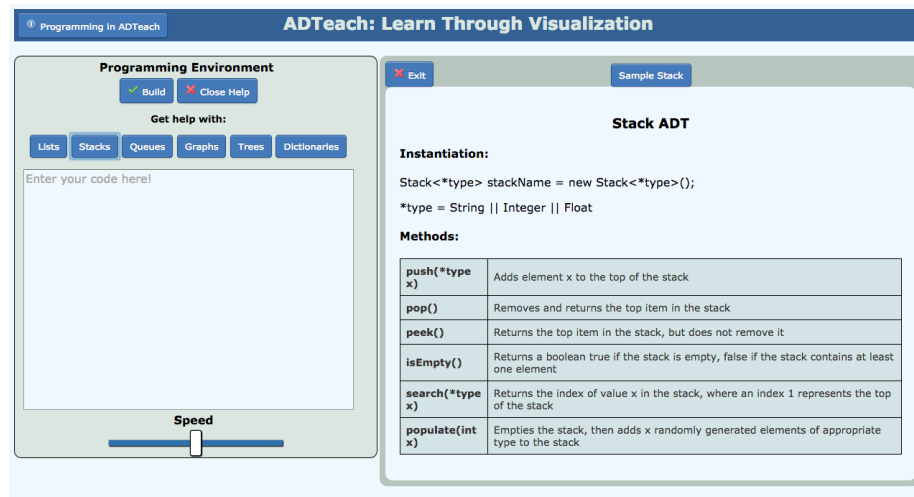 Programming in ADTeach
ADTeach: Learn Through Visualization
Programming Environment
Build
Close Help
Get help with:
Lists
Stacks
Queues
Graphs
Trees
Dictionaries
Enter your code here!
Speed
Exit
Sample Stack
Stack ADT
Instantiation:
Stack<*type> stackName = new Stack<*type>();
*type = String || Integer || Float
Methods:
push(*type
x)
Adds element x to the top of the stack
pop()
Removes and returns the top item in the stack
peek()
Returns the top item in the stack, but does not remove it
isEmpty()
Returns a boolean true if the stack is empty, false if the stack contains at least
one element
search(*type
x)
Returns the index of value x in the stack, where an index 1 represents the top
of the stack
populate(int
x)
Empties the stack, then adds x randomly generated elements of appropriate
type to the stack